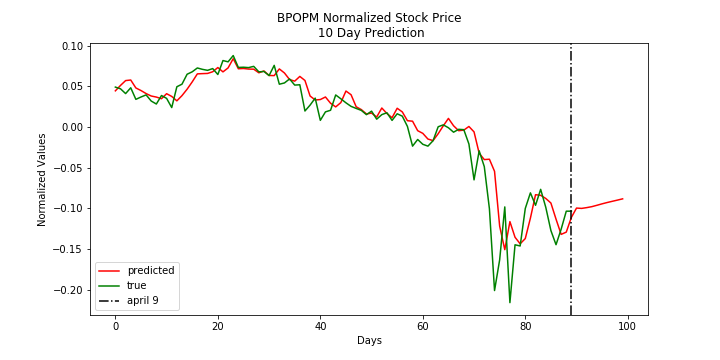 BPOPM Normalized Stock Price
10 Day Prediction
Normalized Values
0.10
0.05
0.00
−0.05
−0.10
−0.15
−0.20
predicted
true
april 9
0 20 40 60 80 100
Days